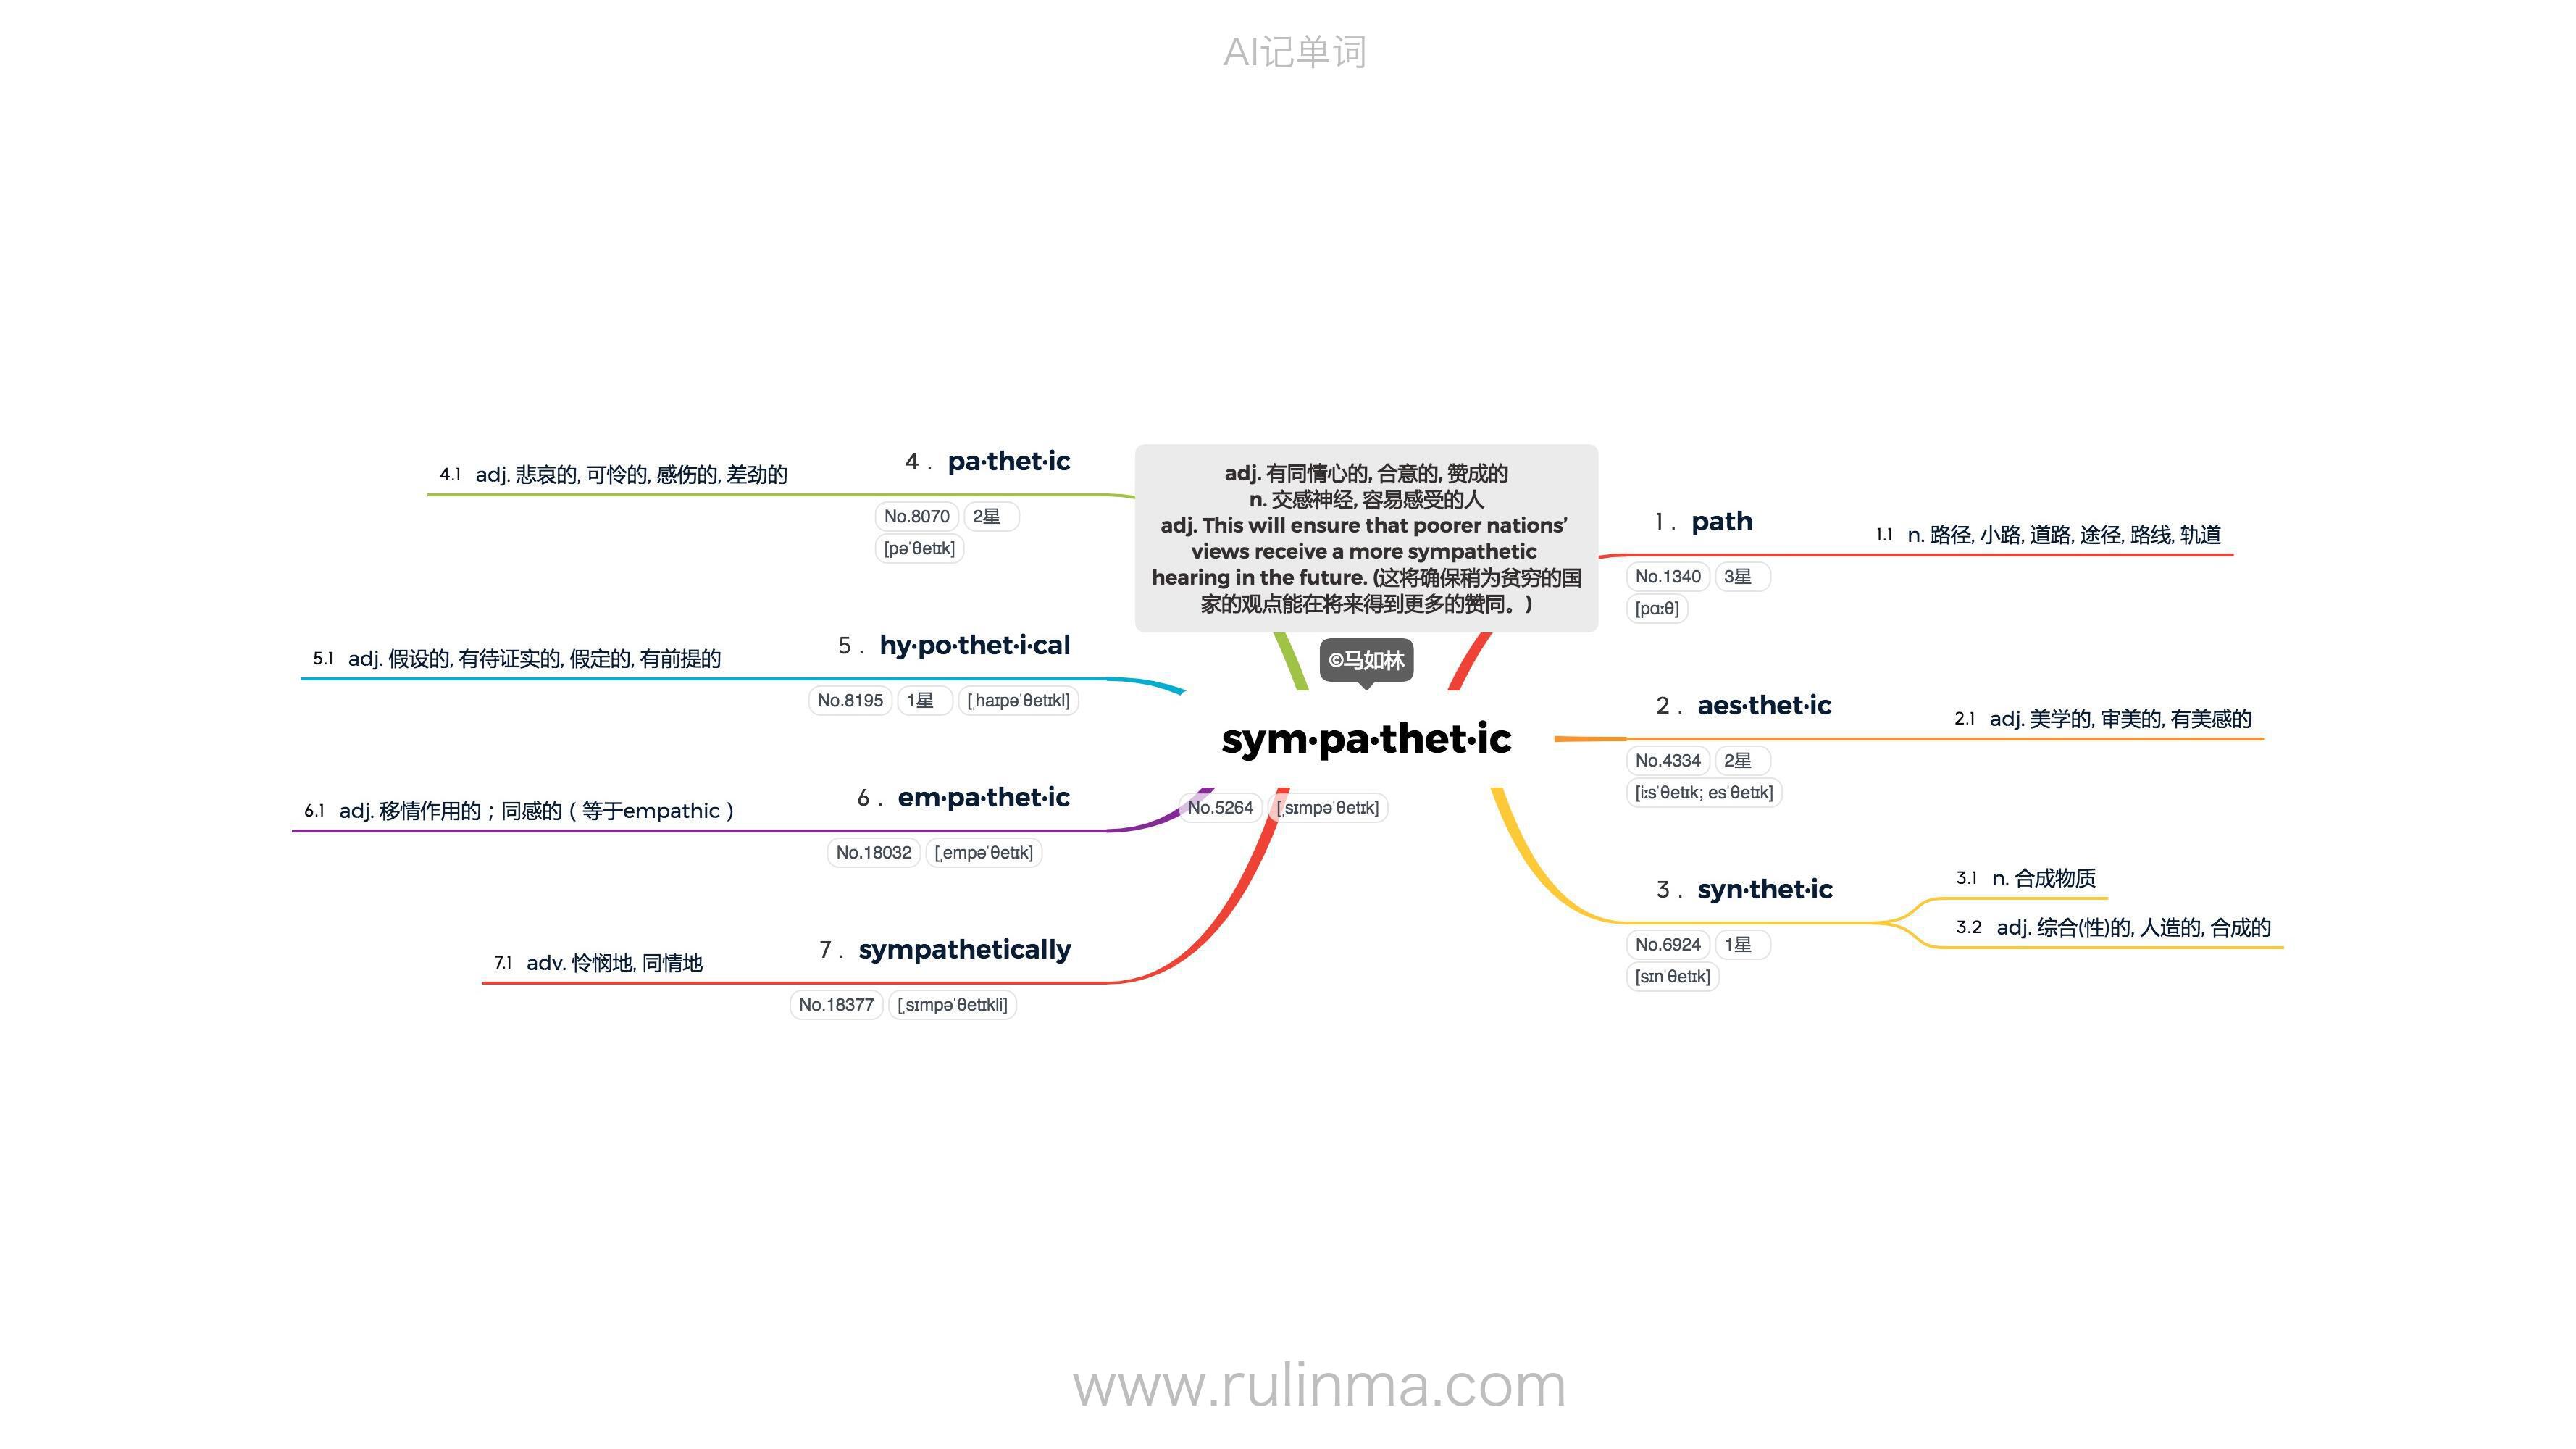 AI记单词
adj. 有同情心的, 合意的, 赞成的
n. 交感神经, 容易感受的人
adj. This will ensure that poorer nations’
views receive a more sympathetic
hearing in the future. (这将确保稍为贫穷的国
家的观点能在将来得到更多的赞同。)
©马如林
sym·pa·thet·ic
No.5264 [ˌsɪmpəˈθetɪk]
1 . path
No.1340 3星
[pɑːθ]
1.1 n. 路径, 小路, 道路, 途径, 路线, 轨道
2 . aes·thet·ic
No.4334 2星
[iːsˈθetɪk; esˈθetɪk]
2.1 adj. 美学的, 审美的, 有美感的
3 . syn·thet·ic
No.6924 1星
[sɪnˈθetɪk]
3.1 n. 合成物质
3.2 adj. 综合(性)的, 人造的, 合成的
4 . pa·thet·ic
No.8070 2星
[pəˈθetɪk]
4.1 adj. 悲哀的, 可怜的, 感伤的, 差劲的
5 . hy·po·thet·i·cal
No.8195 1星 [ˌhaɪpəˈθetɪkl]
5.1 adj. 假设的, 有待证实的, 假定的, 有前提的
6 . em·pa·thet·ic
No.18032 [ˌempəˈθetɪk]
6.1 adj. 移情作用的；同感的（等于empathic）
7 . sympathetically
No.18377 [ˌsɪmpəˈθetɪkli]
7.1 adv. 怜悯地, 同情地
www.rulinma.com